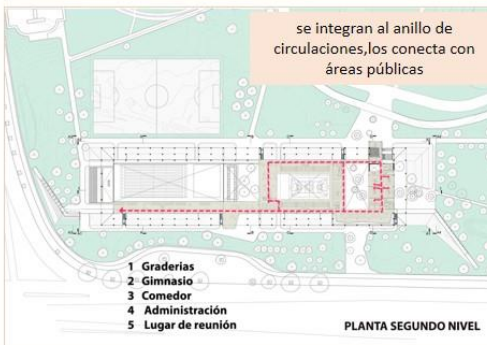 se integran al anillo de
circulaciones,los conecta con
áreas públicas
1 Graderias
2 Gimnasio
3 Comedor
4 Administración
5 Lugar de reunión
PLANTA SEGUNDO NIVEL